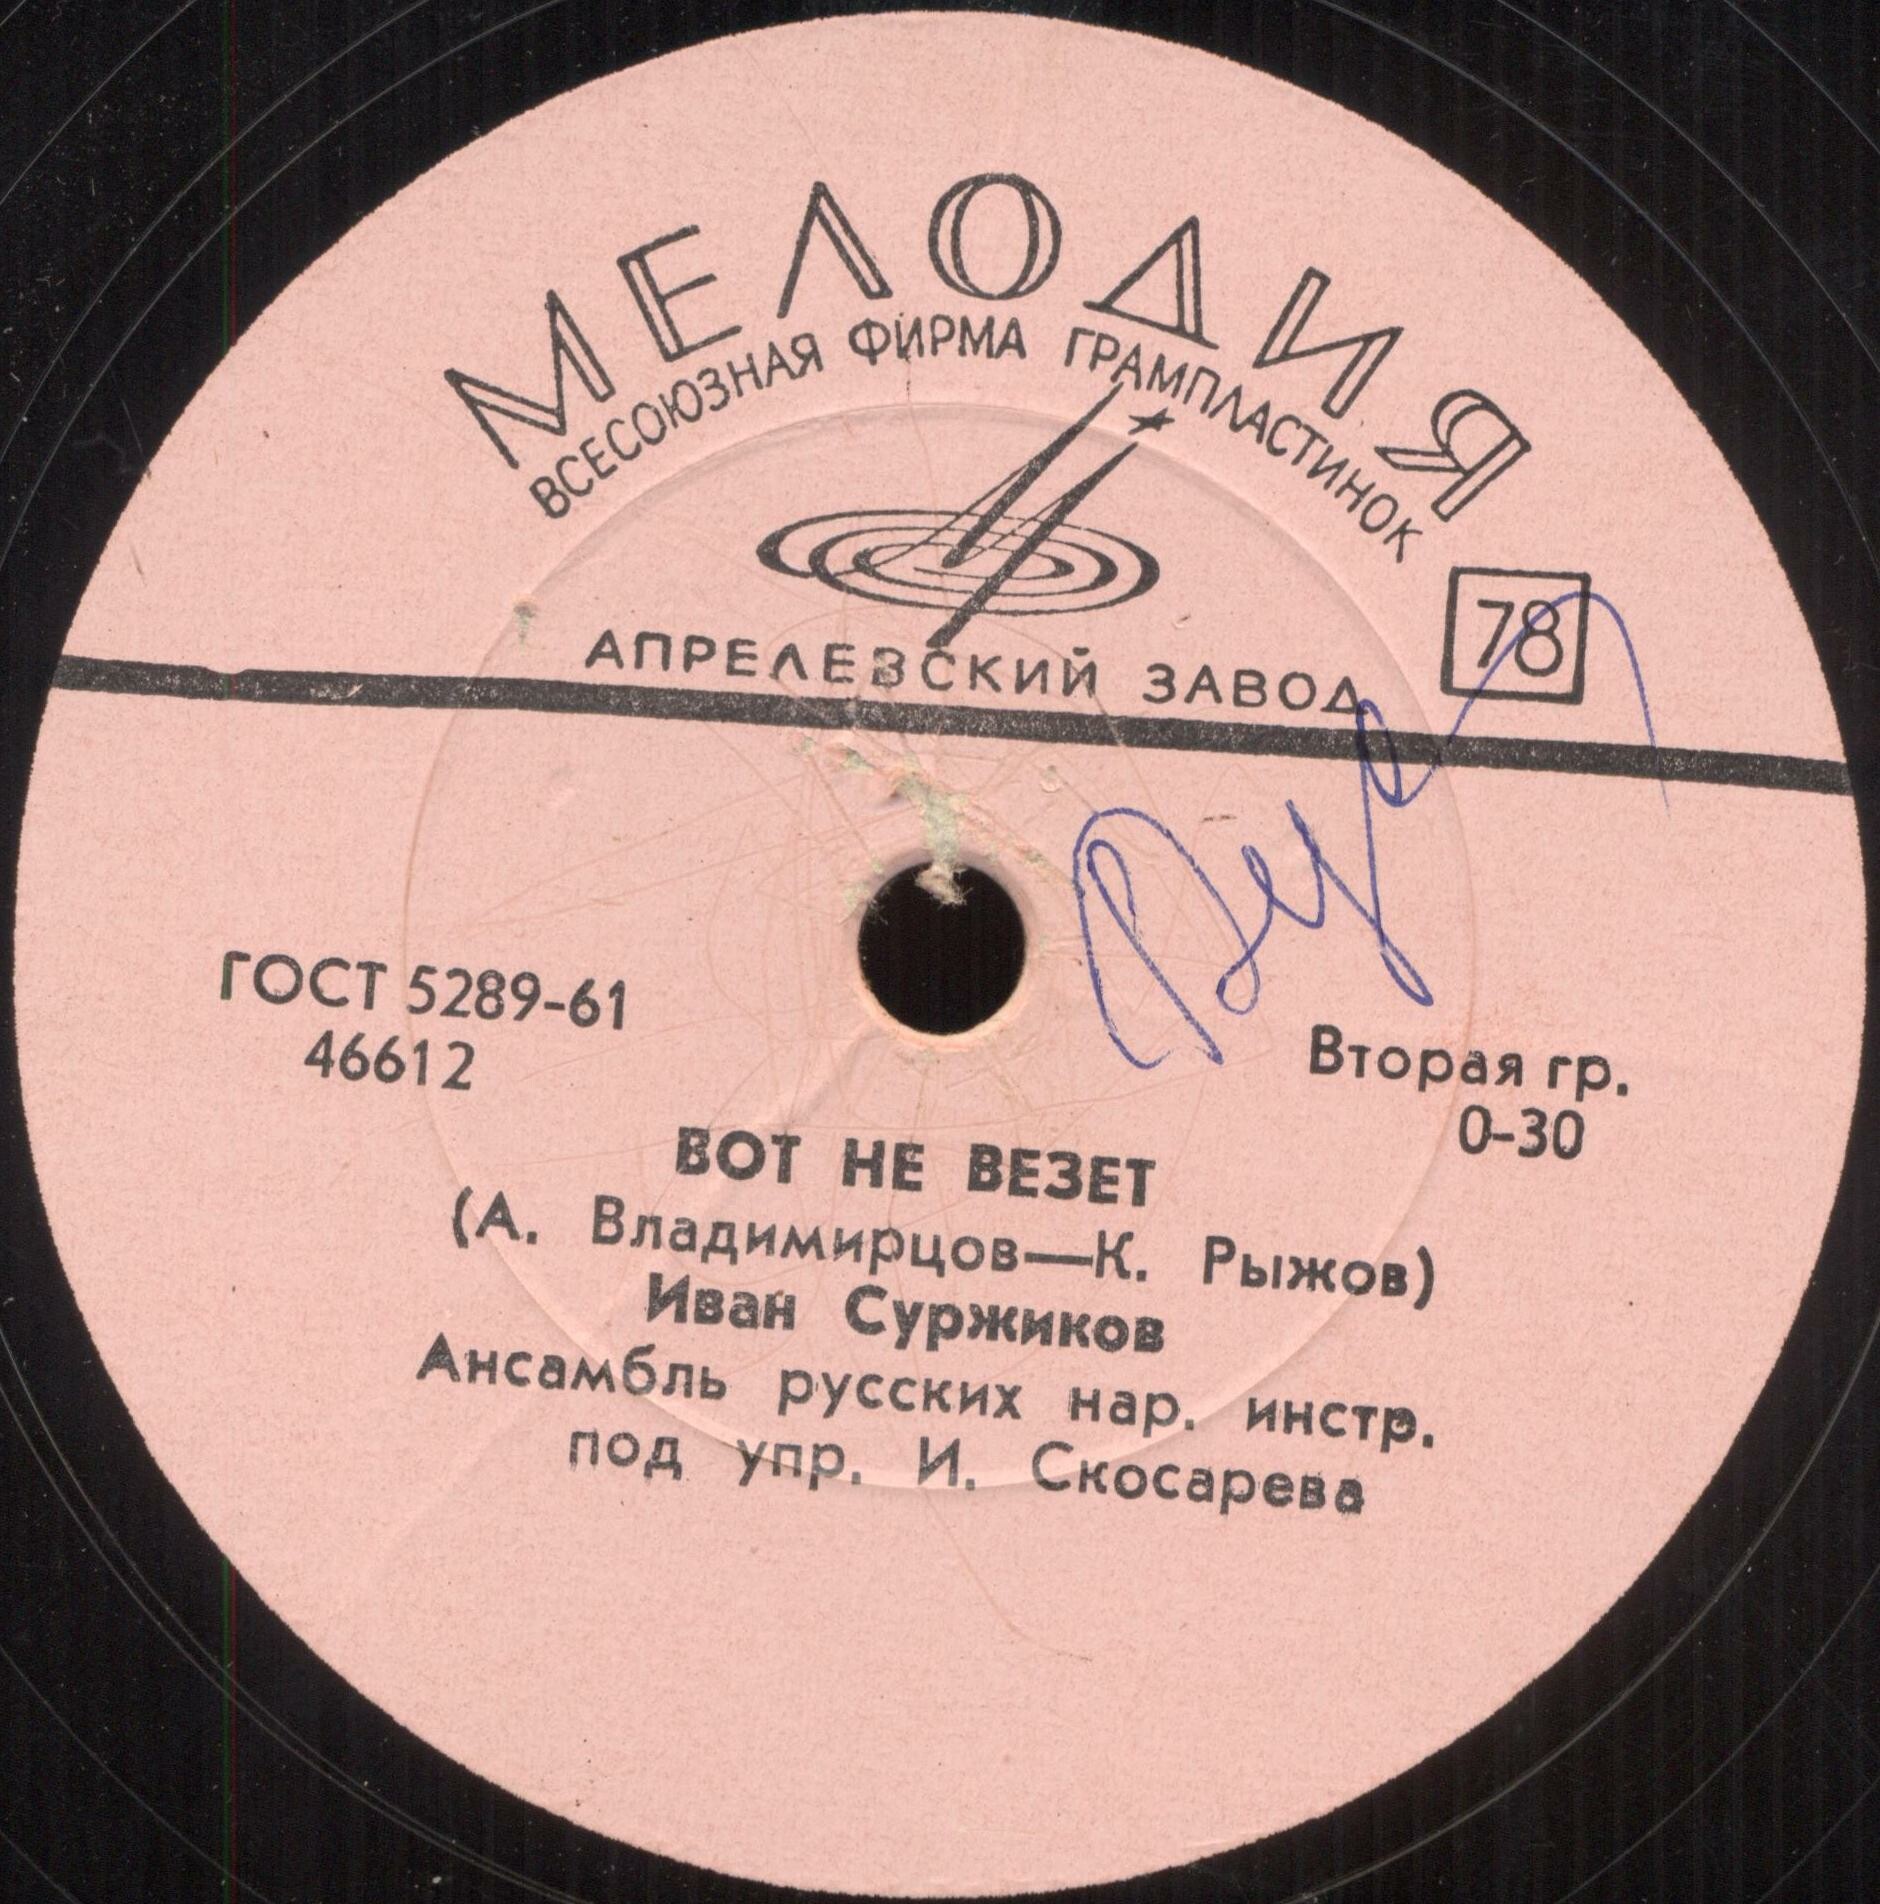 МЕЛОДИЯ
ВСЕСОЮЗНАЯ ФИРМА ГРАМПЛАСТИНОК
78
АПРЕЛЕВСКИЙ ЗАВОД
ГОСТ 5289-61
46612
Вторая гр.
0-30
ВОТ НЕ ВЕЗЕТ
(А. Владимирцов—К. Рыжов)
Иван Суржиков
Ансамбль русских нар. инстр.
под упр. И. Скосарева